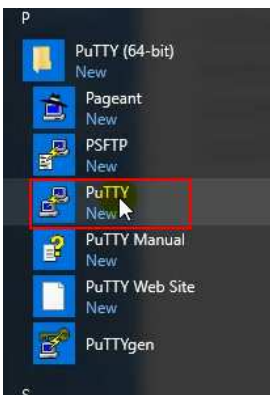 P
PuTTY (64-bit)
New
Pageant
New
PSFTP
New
PuTTY
New
PuTTY Manual
New
PuTTY Web Site
New
PuTTYgen